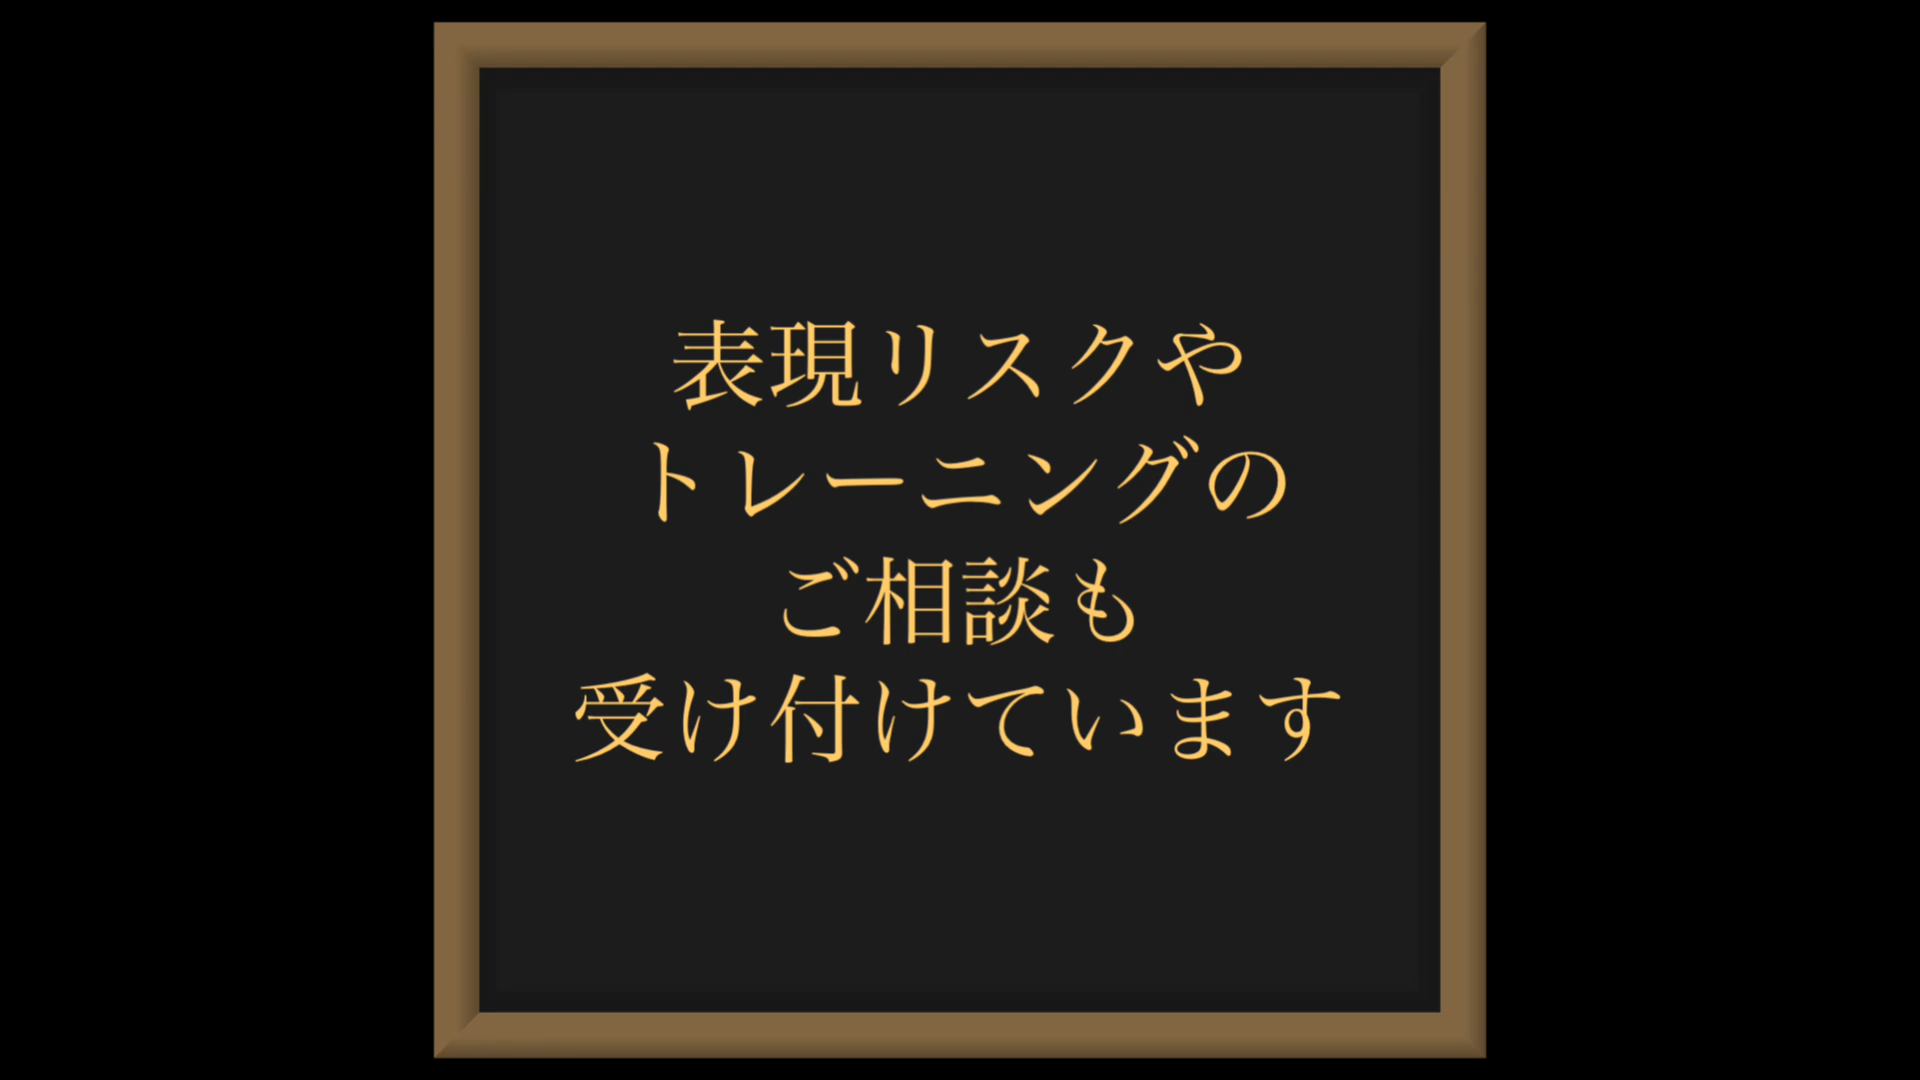 表現リスクや
トレーニングの
ご相談も
受け付けています